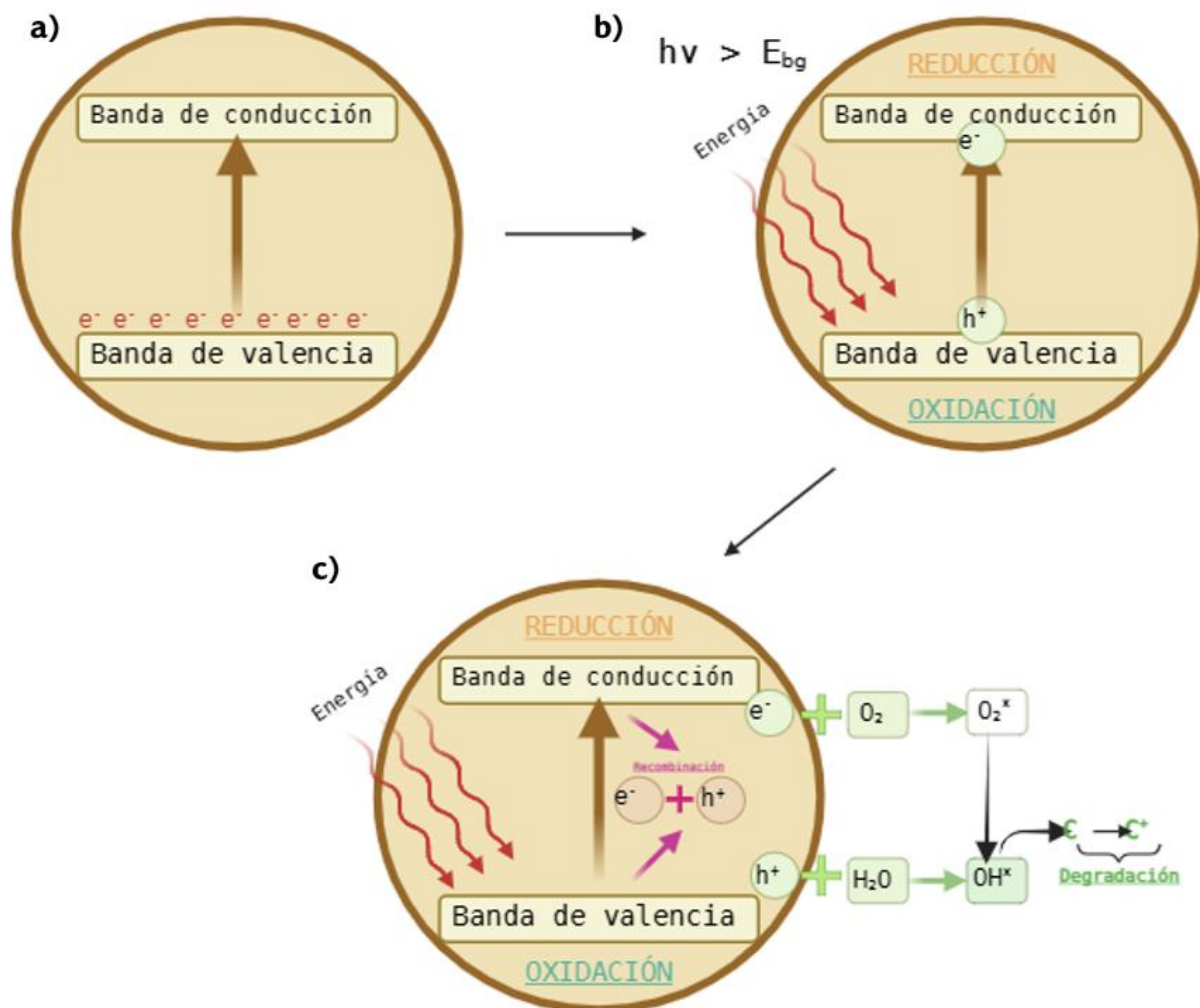 a)
Banda de conducción
e⁻ e⁻ e⁻ e⁻ e⁻ e⁻ e⁻ e⁻ e⁻
Banda de valencia
b)
hv > E_bg
Energía
REDUCCIÓN
Banda de conducción
e⁻
h⁺
Banda de valencia
OXIDACIÓN
c)
Energía
REDUCCIÓN
Banda de conducción
e⁻ + O₂ O₂ˣ
Recombinación
e⁻ + h⁺
h⁺ + H₂O OHˣ
C C⁺
Degradación
Banda de valencia
OXIDACIÓN